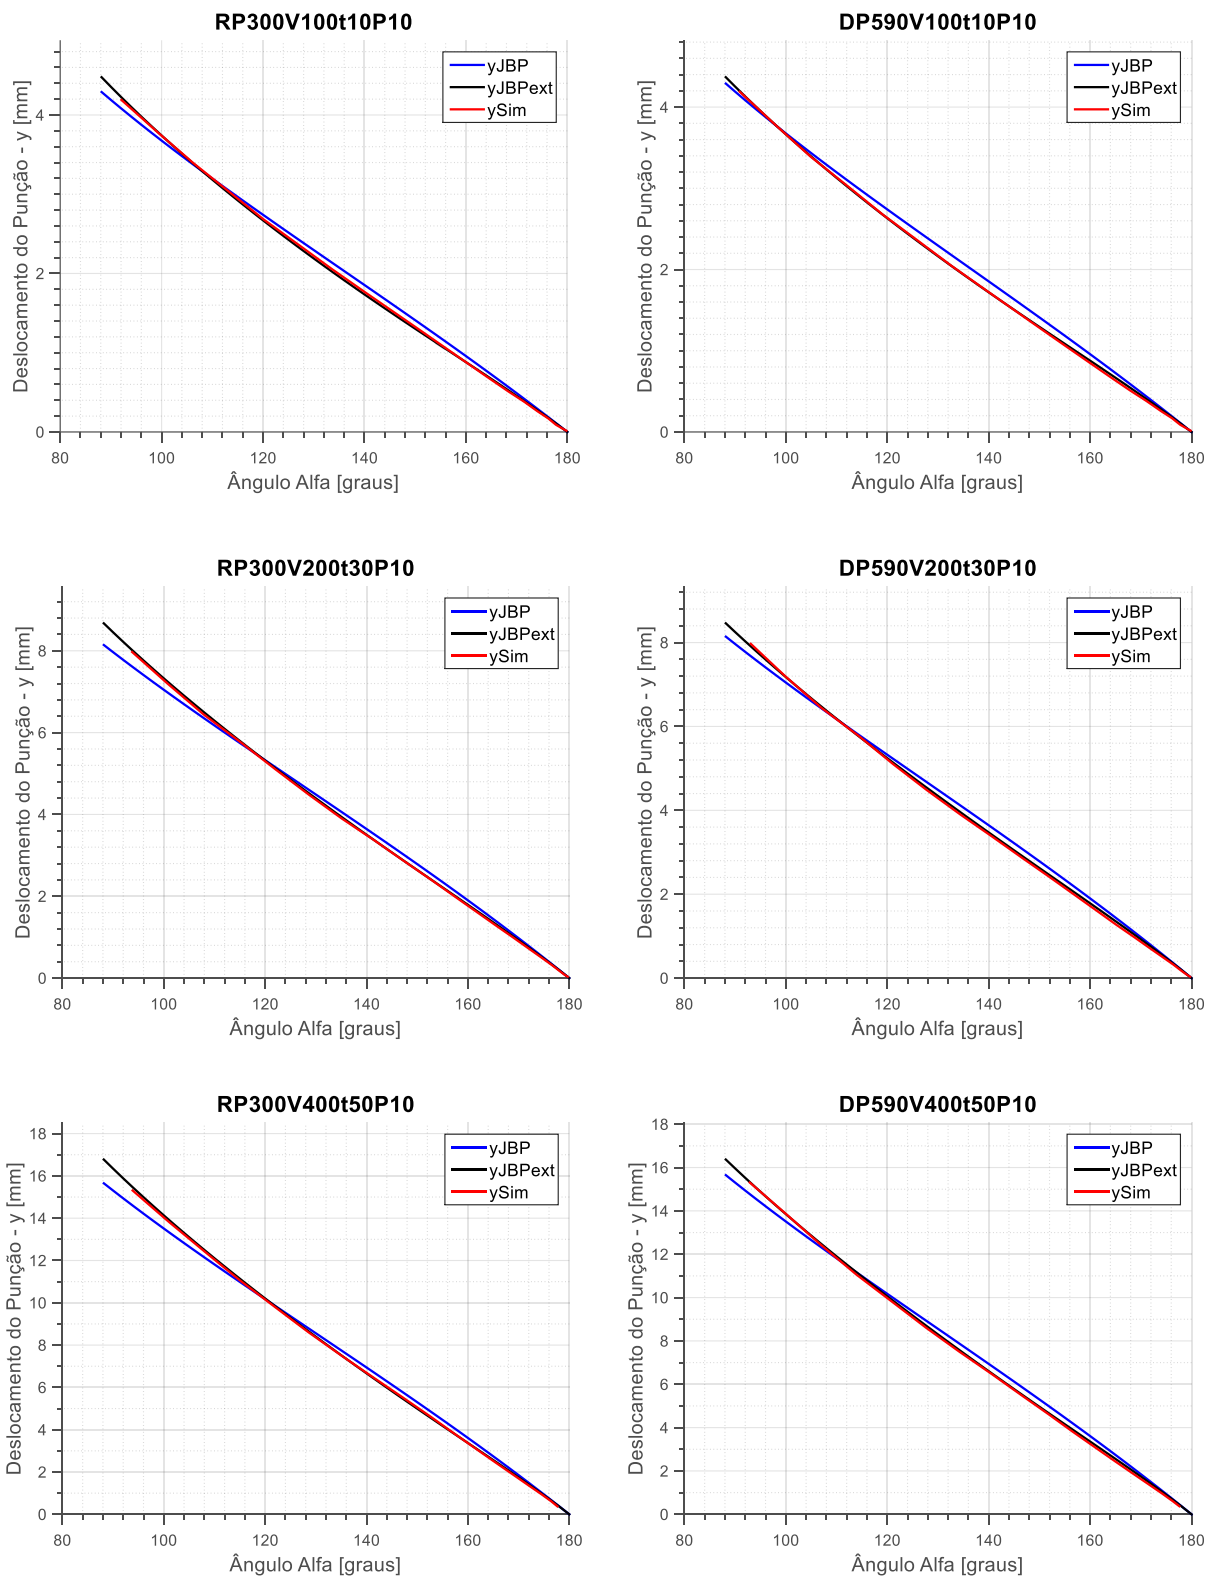 RP300V100t10P10
yJBP
yJBPext
ySim
Deslocamento do Punção - y [mm]
4
2
0
80 100 120 140 160 180
Ângulo Alfa [graus]
DP590V100t10P10
yJBP
yJBPext
ySim
Deslocamento do Punção - y [mm]
4
2
0
80 100 120 140 160 180
Ângulo Alfa [graus]
RP300V200t30P10
yJBP
yJBPext
ySim
Deslocamento do Punção - y [mm]
8
6
4
2
0
80 100 120 140 160 180
Ângulo Alfa [graus]
DP590V200t30P10
yJBP
yJBPext
ySim
Deslocamento do Punção - y [mm]
8
6
4
2
0
80 100 120 140 160 180
Ângulo Alfa [graus]
RP300V400t50P10
yJBP
yJBPext
ySim
Deslocamento do Punção - y [mm]
18
16
14
12
10
8
6
4
2
0
80 100 120 140 160 180
Ângulo Alfa [graus]
DP590V400t50P10
yJBP
yJBPext
ySim
Deslocamento do Punção - y [mm]
18
16
14
12
10
8
6
4
2
0
80 100 120 140 160 180
Ângulo Alfa [graus]